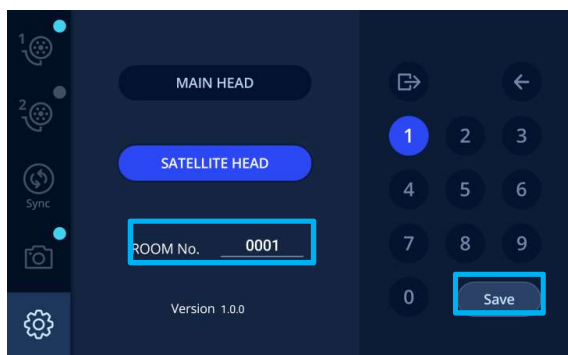 1
2
Sync
MAIN HEAD
SATELLITE HEAD
ROOM No. 0001
Version 1.0.0
1 2 3
4 5 6
7 8 9
0 Save